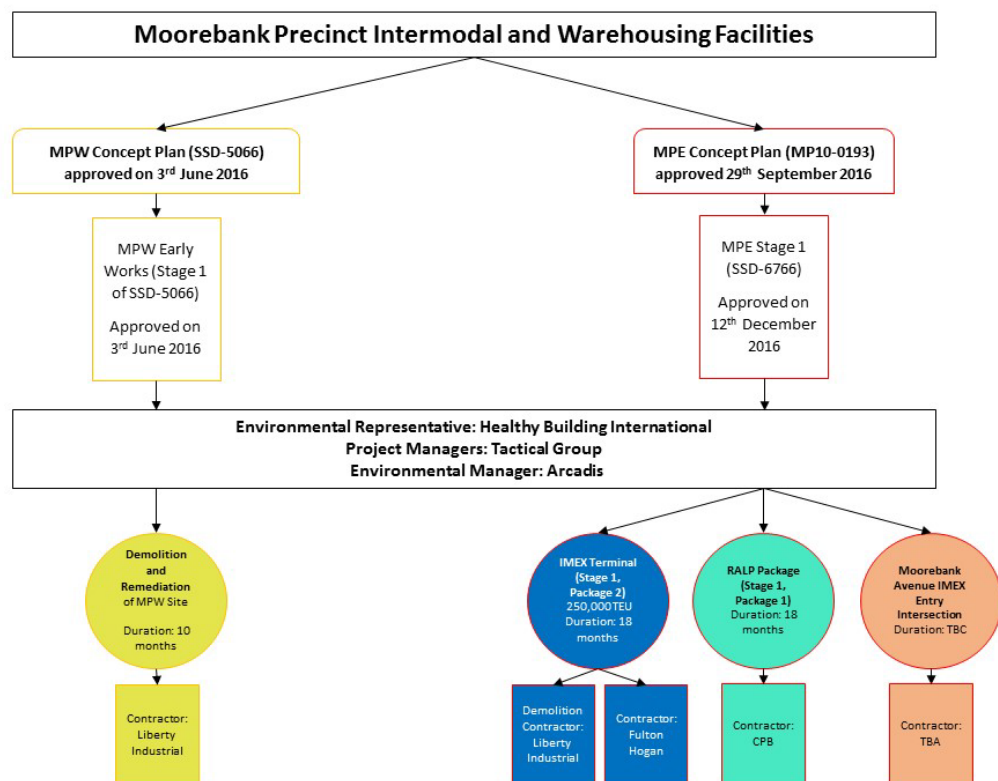 Moorebank Precinct Intermodal and Warehousing Facilities
MPW Concept Plan (SSD-5066)
approved on 3rd June 2016
MPE Concept Plan (MP10-0193)
approved 29th September 2016
MPW Early
Works (Stage 1
of SSD-5066)
Approved on
3rd June 2016
MPE Stage 1
(SSD-6766)
Approved on
12th December
2016
Environmental Representative: Healthy Building International
Project Managers: Tactical Group
Environmental Manager: Arcadis
Demolition
and
Remediation
of MPW Site
Duration: 10
months
IMEX Terminal
(Stage 1,
Package 2)
250,000 TEU
Duration: 18
months
RALP Package
(Stage 1,
Package 1)
Duration: 18
months
Moorebank
Avenue IMEX
Entry
Intersection
Duration: TBC
Contractor:
Liberty
Industrial
Demolition
Contractor:
Liberty
Industrial
Contractor:
Fulton
Hogan
Contractor:
CPB
Contractor:
TBA